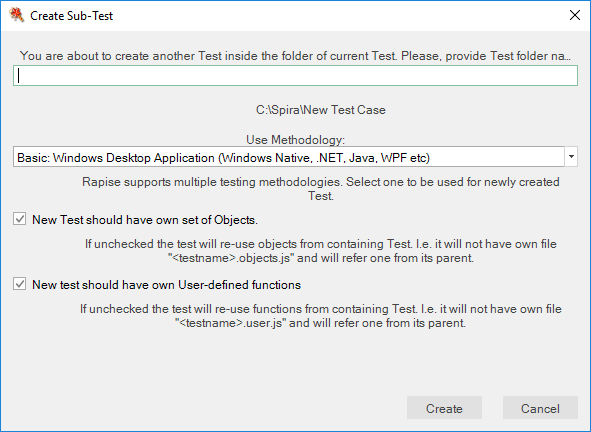 Create Sub-Test
You are about to create another Test inside the folder of current Test. Please, provide Test folder na...
C:\Spira\New Test Case
Use Methodology:
Basic: Windows Desktop Application (Windows Native, .NET, Java, WPF etc)
Rapise supports multiple testing methodologies. Select one to be used for newly created
Test.
New Test should have own set of Objects.
If unchecked the test will re-use objects from containing Test. I.e. it will not have own file
"<testname>.objects.js" and will refer one from its parent.
New test should have own User-defined functions
If unchecked the test will re-use functions from containing Test. I.e. it will not have own file
"<testname>.user.js" and will refer one from its parent.
Create
Cancel